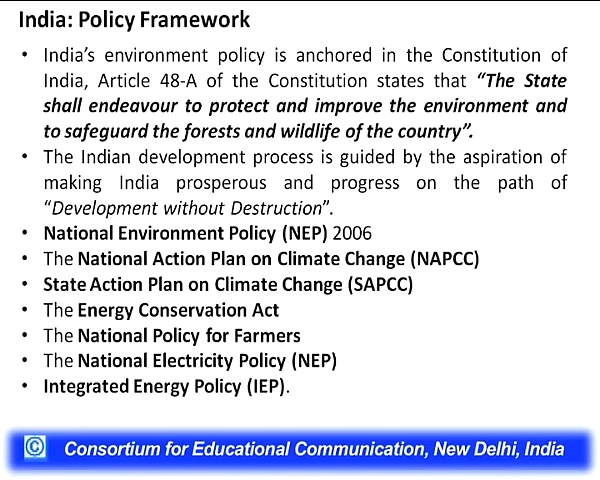 India: Policy Framework
• India’s environment policy is anchored in the Constitution of
India, Article 48-A of the Constitution states that “The State
shall endeavour to protect and improve the environment and
to safeguard the forests and wildlife of the country”.
• The Indian development process is guided by the aspiration of
making India prosperous and progress on the path of
“Development without Destruction”.
• National Environment Policy (NEP) 2006
• The National Action Plan on Climate Change (NAPCC)
• State Action Plan on Climate Change (SAPCC)
• The Energy Conservation Act
• The National Policy for Farmers
• The National Electricity Policy (NEP)
• Integrated Energy Policy (IEP).
© Consortium for Educational Communication, New Delhi, India